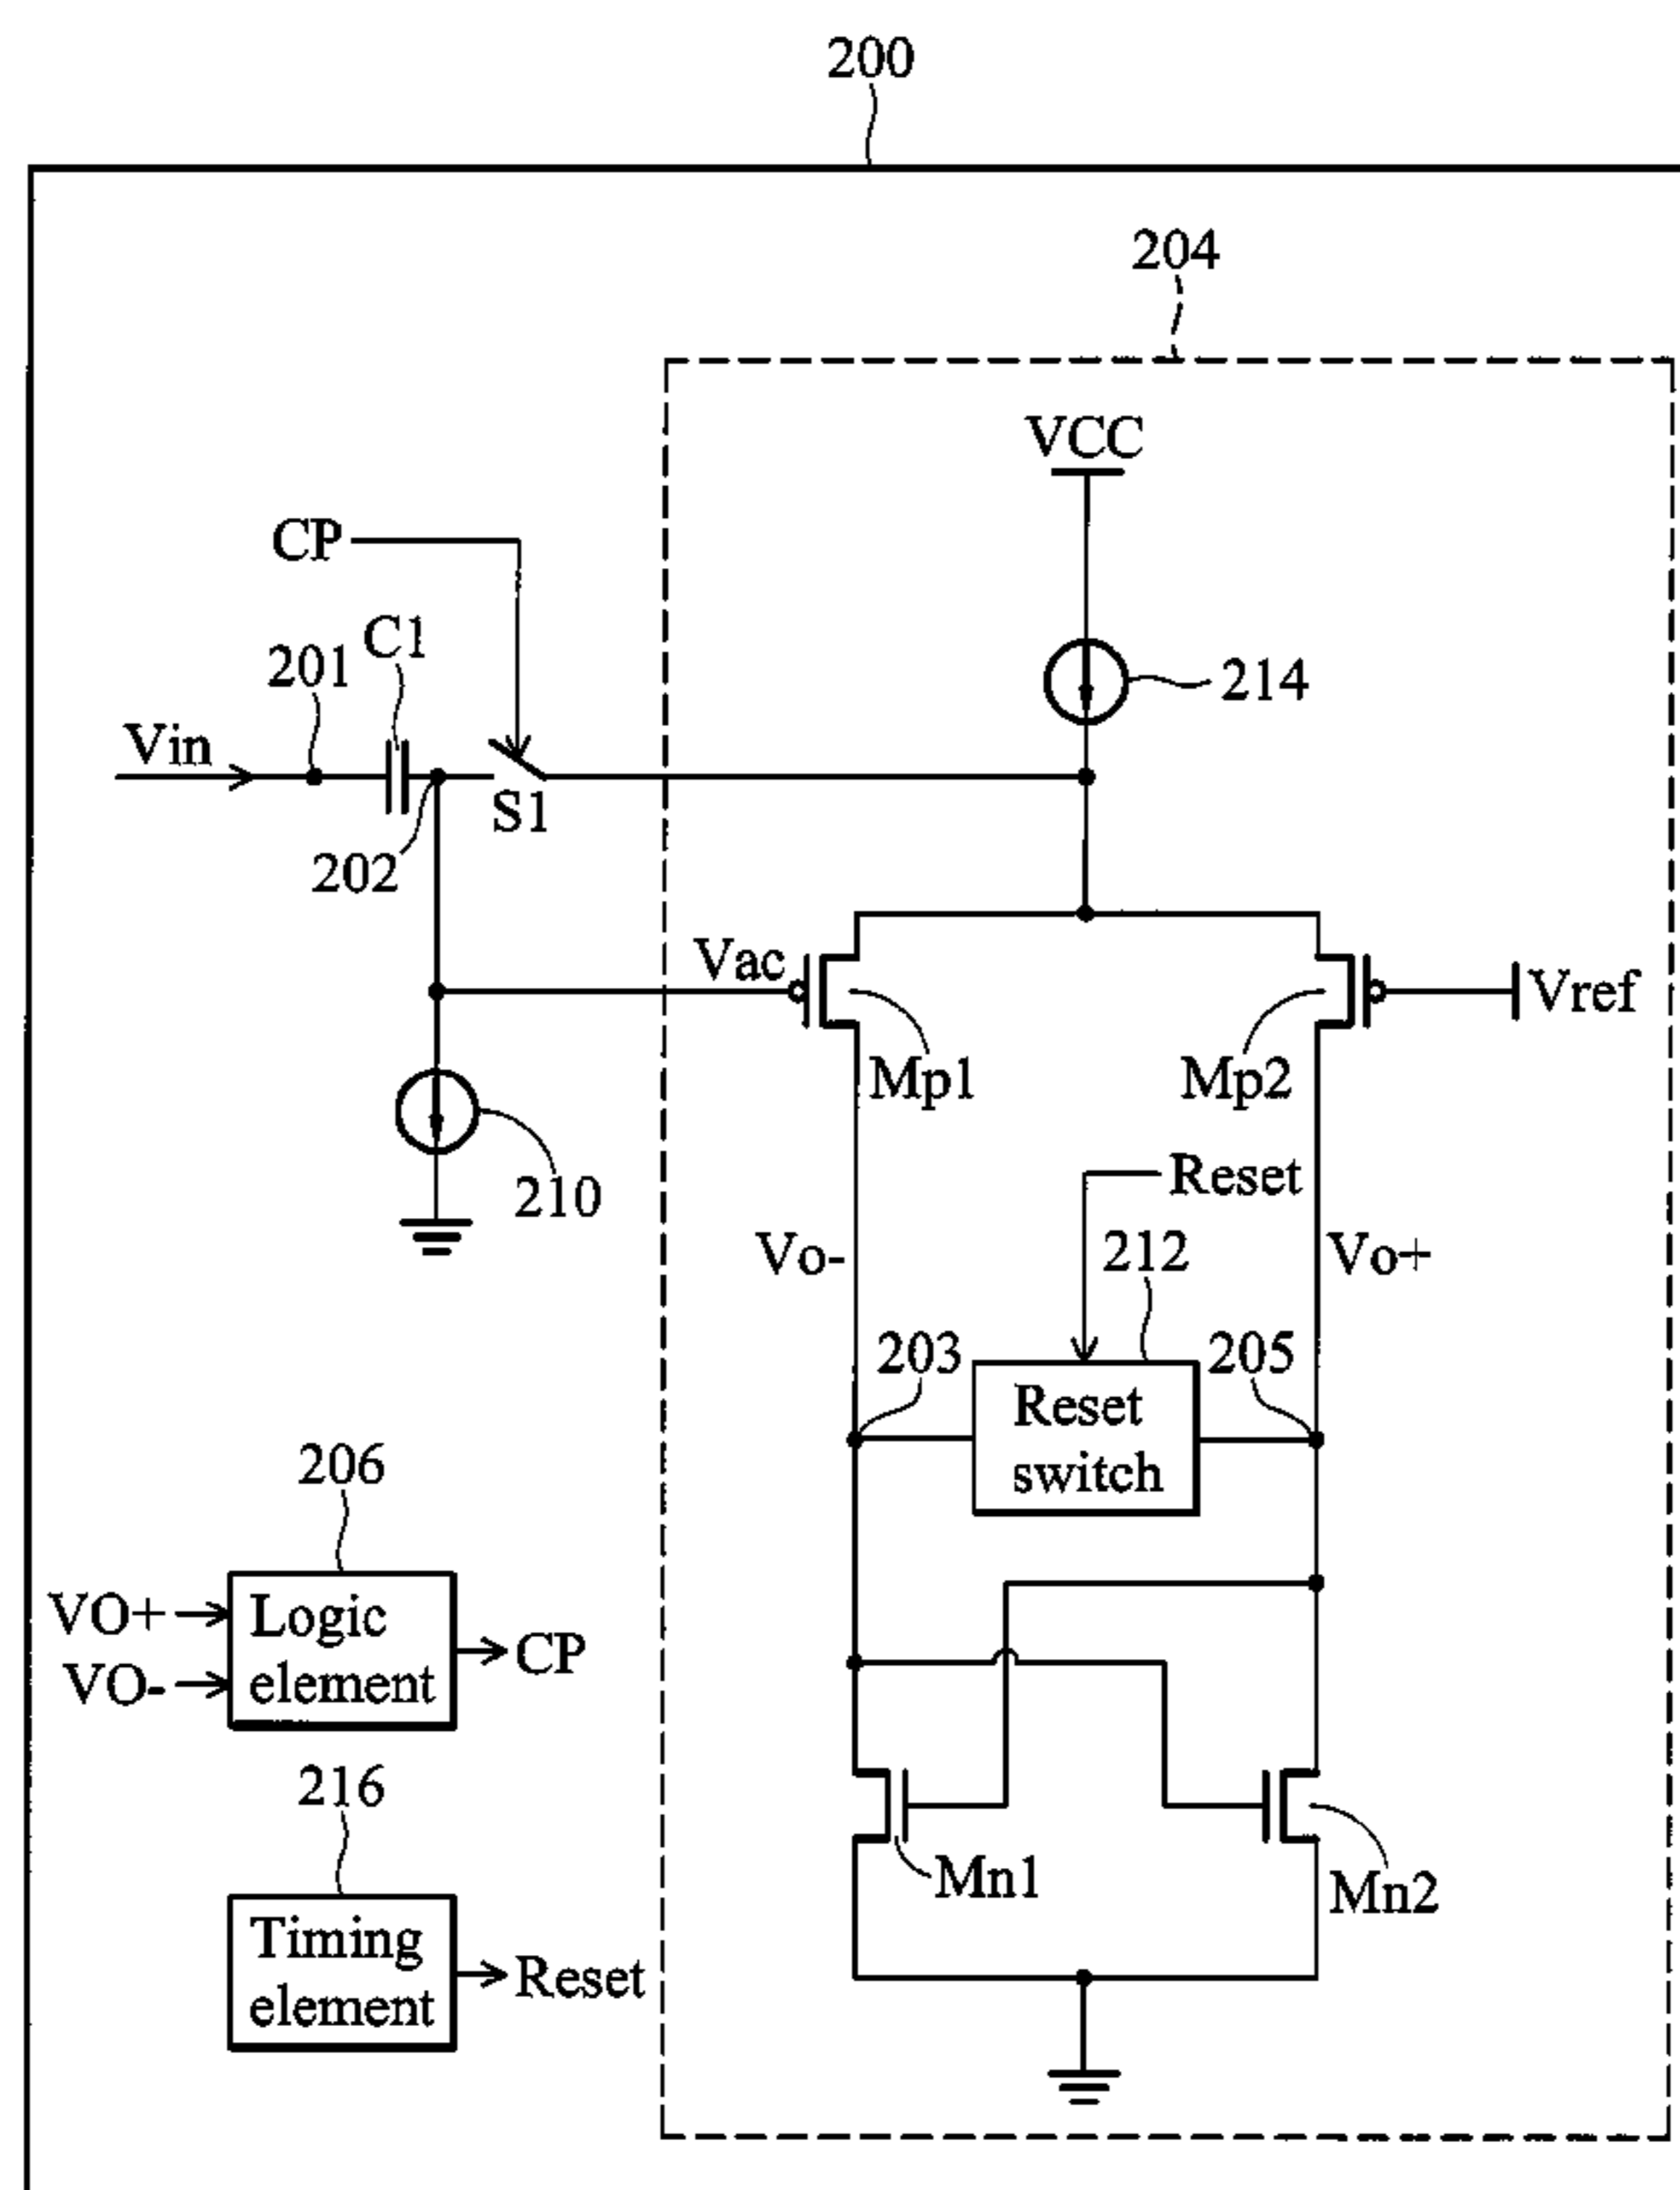 200
204
VCC
CP
C1
201
214
Vin
S1
202
Vac
Vref
Mp1
Mp2
Reset
210
212
Vo-
Vo+
203
205
Reset
switch
206
VO+
Logic
element
CP
VO-
216
Mn1
Mn2
Timing
element
Reset